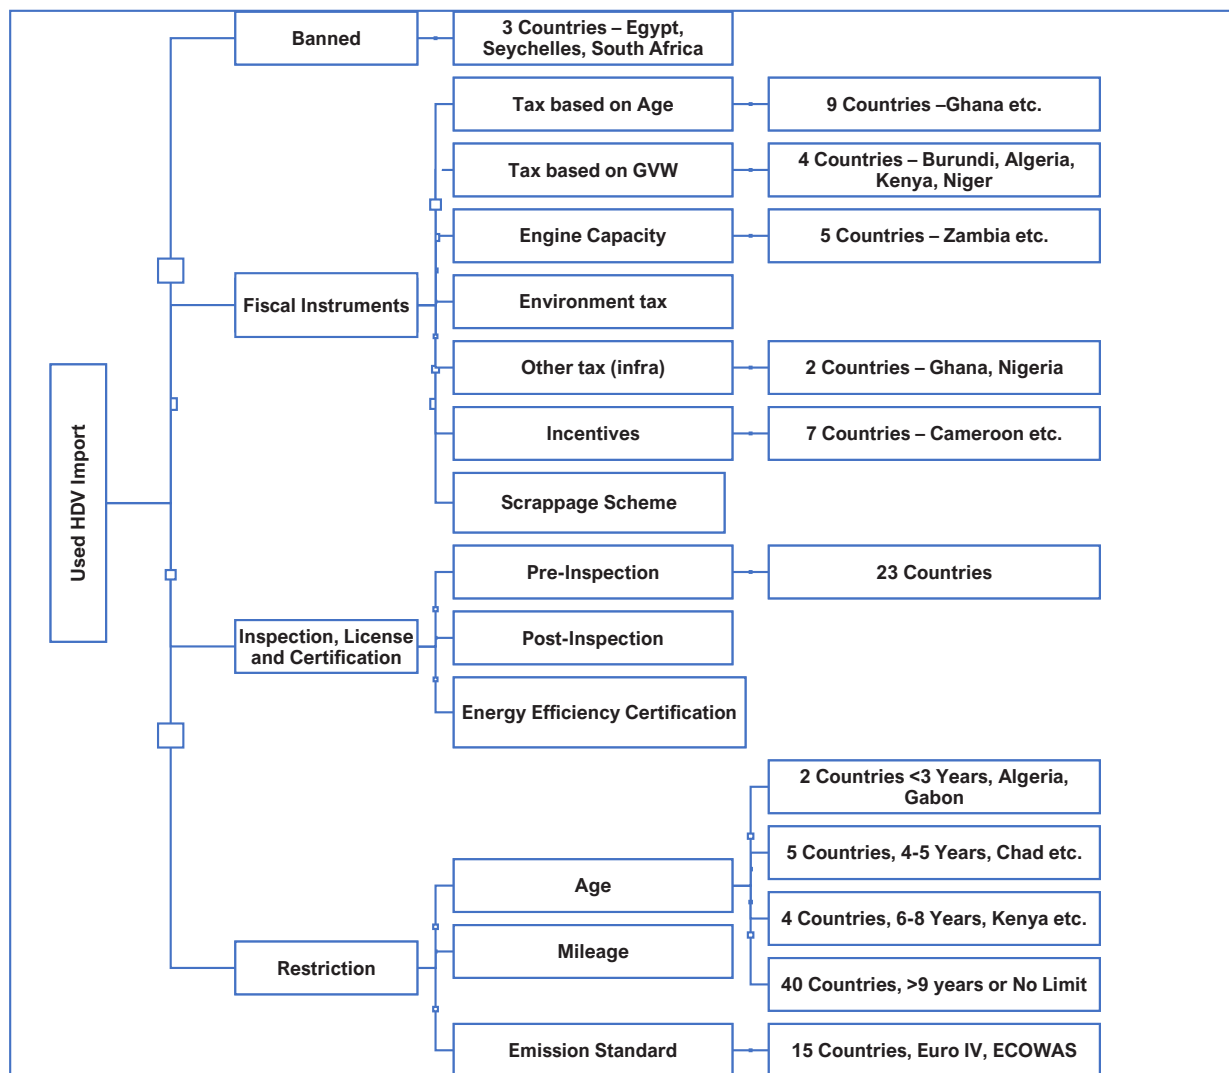 Banned
3 Countries – Egypt,
Seychelles, South Africa
Tax based on Age
9 Countries –Ghana etc.
Tax based on GVW
4 Countries – Burundi, Algeria,
Kenya, Niger
Engine Capacity
5 Countries – Zambia etc.
Fiscal Instruments
Environment tax
Other tax (infra)
2 Countries – Ghana, Nigeria
Incentives
7 Countries – Cameroon etc.
Scrappage Scheme
Used HDV Import
Pre-Inspection
23 Countries
Inspection, License
and Certification
Post-Inspection
Energy Efficiency Certification
2 Countries <3 Years, Algeria,
Gabon
5 Countries, 4-5 Years, Chad etc.
Age
4 Countries, 6-8 Years, Kenya etc.
Mileage
Restriction
40 Countries, >9 years or No Limit
Emission Standard
15 Countries, Euro IV, ECOWAS